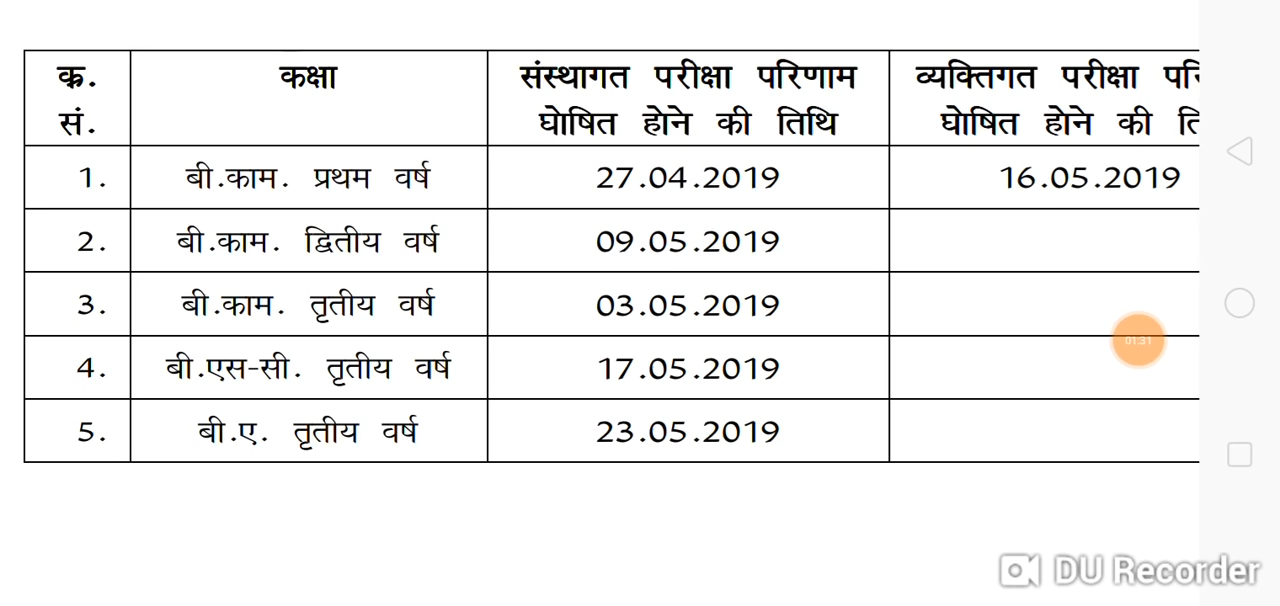 क्र. सं. कक्षा संस्थागत परीक्षा परिणाम घोषित होने की तिथि व्यक्तिगत परीक्षा घोषित होने की
1. बी.काम. प्रथम वर्ष 27.04.2019 16.05.2019
2. बी.काम. द्वितीय वर्ष 09.05.2019
3. बी.काम. तृतीय वर्ष 03.05.2019
4. बी.एस-सी. तृतीय वर्ष 17.05.2019
5. बी.ए. तृतीय वर्ष 23.05.2019
01:31
DU Recorder